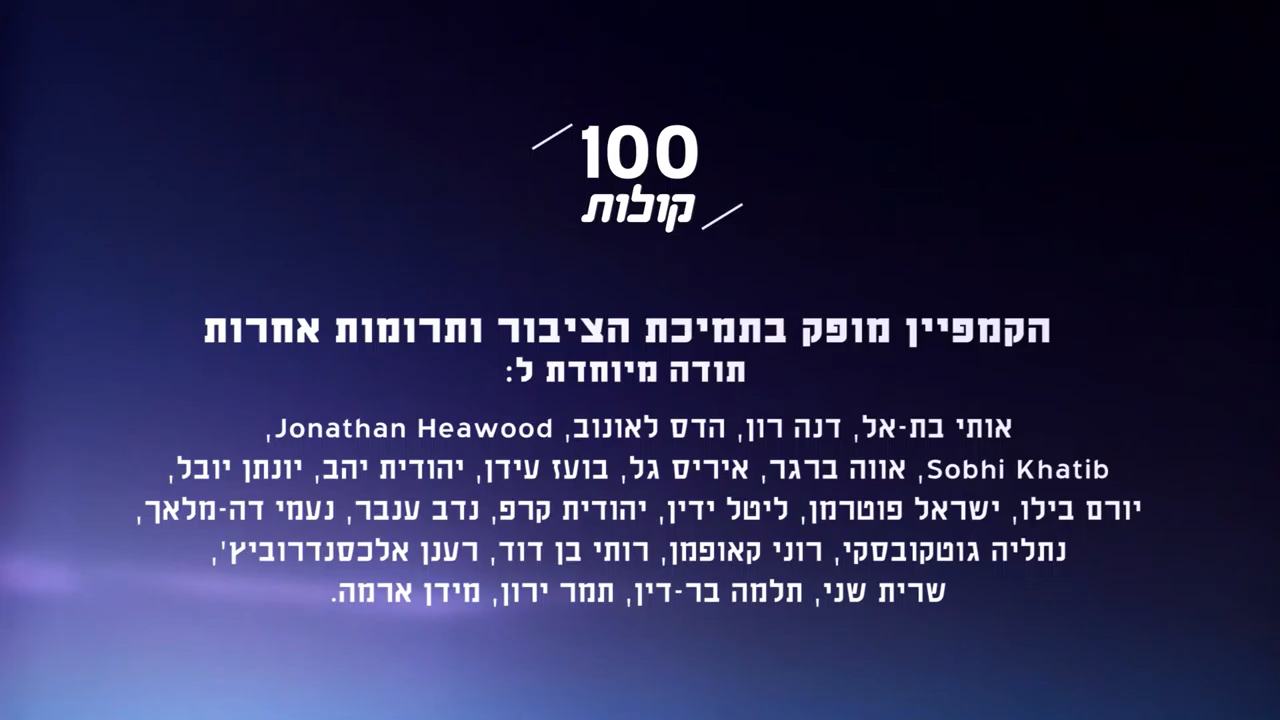 100
קולות
הקמפיין מופק בתמיכת הציבור ותרומות אחרות
תודה מיוחדת ל:
אותי בת-אל, דנה רון, הדס לאונוב, Jonathan Heawood,
Sobhi Khatib, אווה ברגר, איריס גל, בועז עידן, יהודית יהב, יונתן יובל,
יורם בילו, ישראל פוטרמן, ליטל ידין, יהודית קרפ, נדב ענבר, נעמי דה-מלאך,
נתליה גוטקובסקי, רוני קאופמן, רותי בן דוד, רענן אלכסנדרוביץ',
שרית שני, תלמה בר-דין, תמר ירון, מידן ארמה.